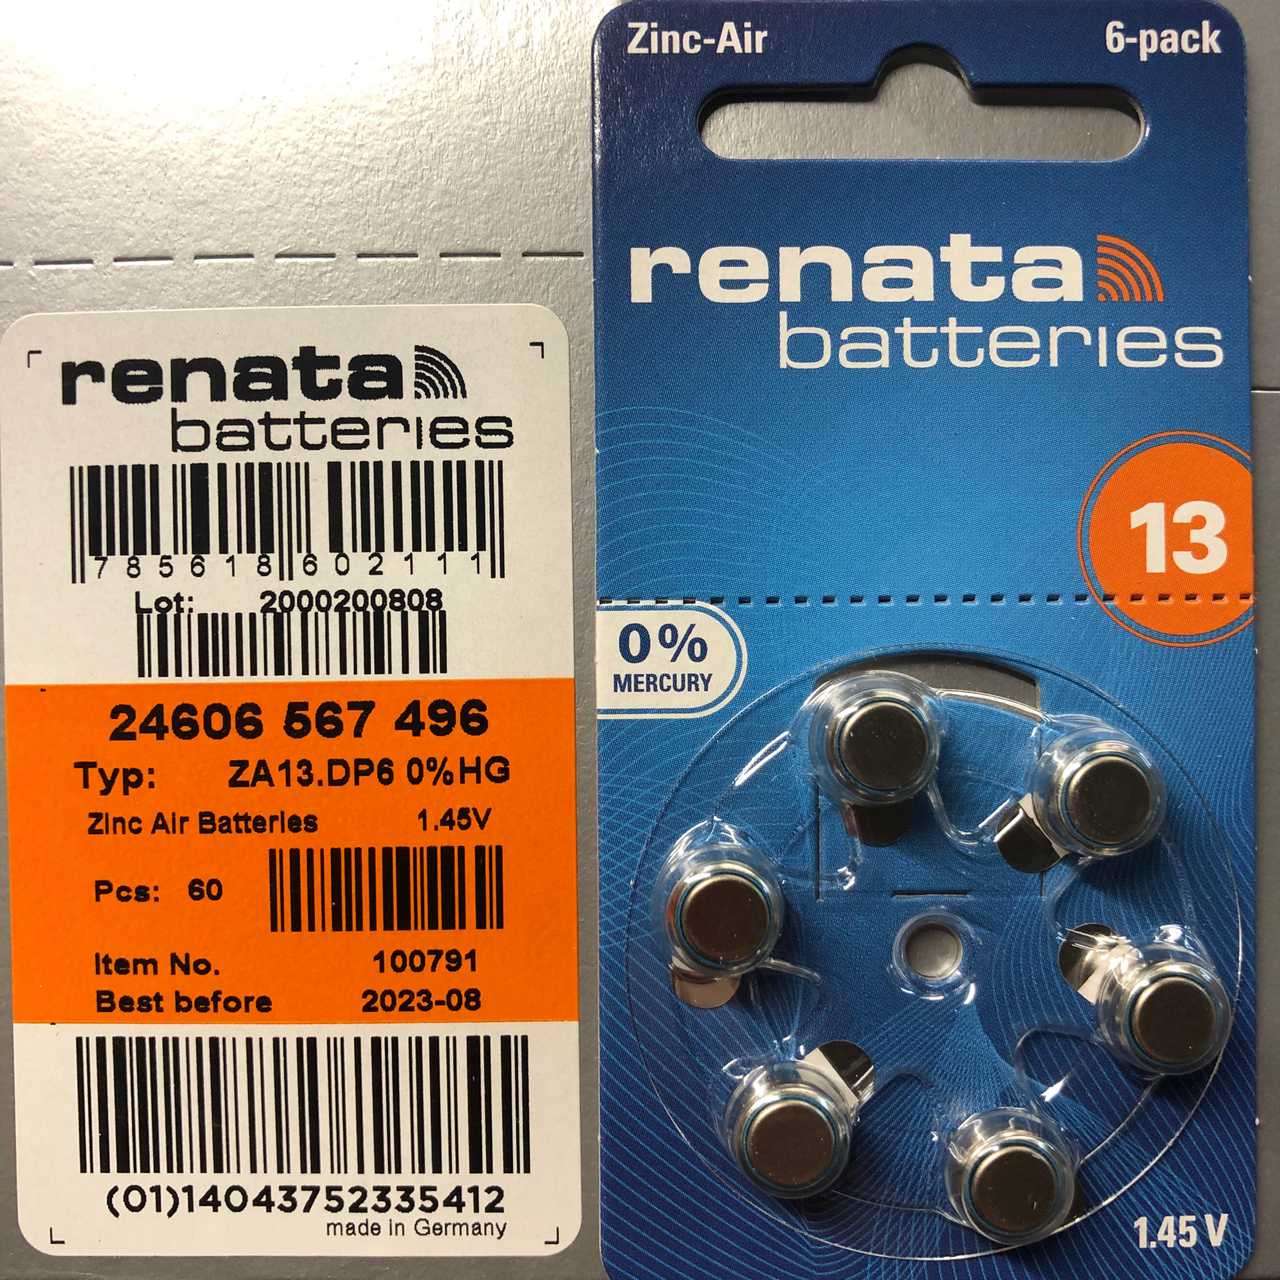 renata
batteries
785618602111
Lot: 2000200808
24606 567 496
Typ: ZA13.DP6 0%HG
Zinc Air Batteries 1.45V
Pcs: 60
Item No. 100791
Best before 2023-08
(01)14043752335412
made in Germany
Zinc-Air 6-pack
renata
batteries
13
0%
MERCURY
1.45 V